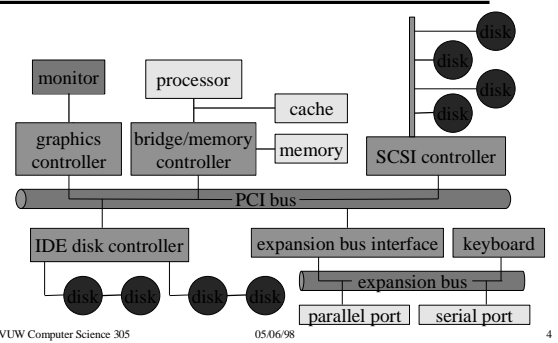 disk
disk
monitor
processor
disk
cache
disk
graphics
controller
bridge/memory
controller
memory
SCSI controller
PCI bus
IDE disk controller
expansion bus interface
keyboard
disk
disk
disk
disk
expansion bus
parallel port
serial port
VUW Computer Science 305
05/06/98
4